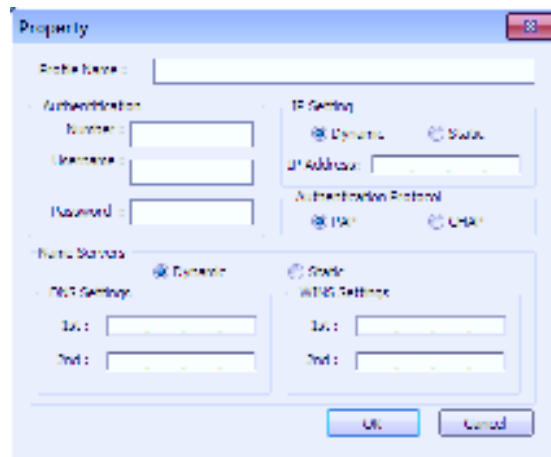 Property
Profile Name :
Authentication
Number :
Username :
Password :
IP Setting
Dynamic Static
IP Address :
Authentication Protocol
PAP CHAP
Name Servers
Dynamic Static
DNS Settings
1st :
2nd :
WINS Settings
1st :
2nd :
OK Cancel